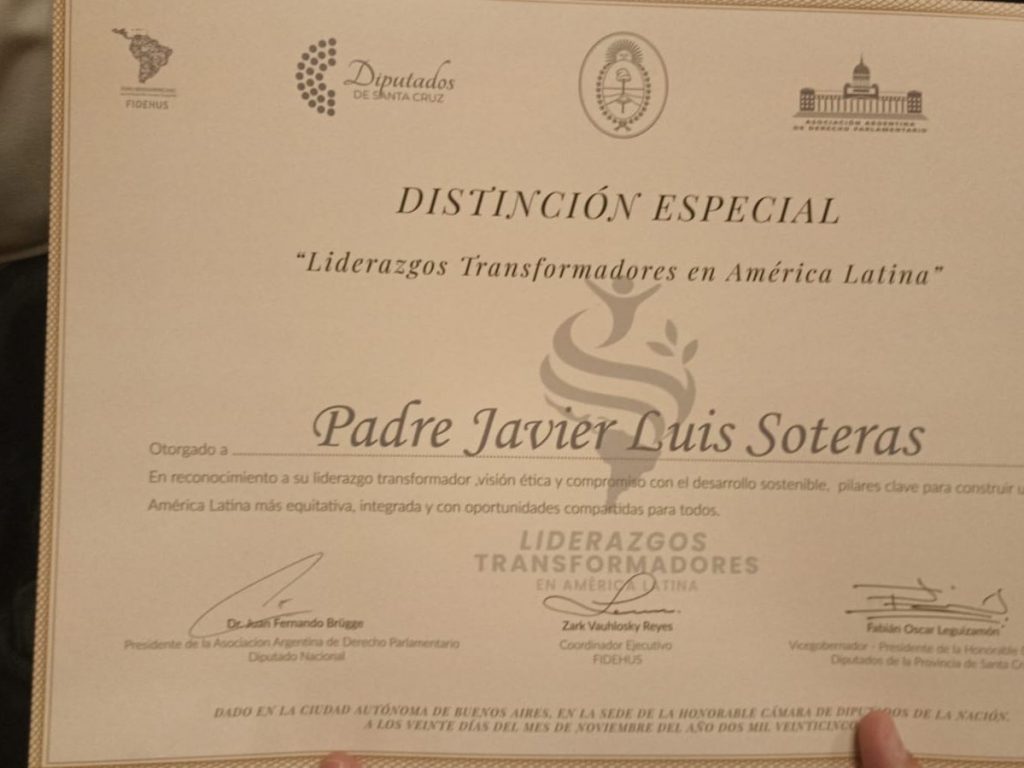 FIDEHUS
Diputados
DE SANTA CRUZ
ASOCIACIÓN ARGENTINA
DE DERECHO PARLAMENTARIO
DISTINCIÓN ESPECIAL
“Liderazgos Transformadores en América Latina”
Otorgado a Padre Javier Luis Soteras
En reconocimiento a su liderazgo transformador ,visión ética y compromiso con el desarrollo sostenible, pilares clave para construir
América Latina más equitativa, integrada y con oportunidades compartidas para todos.
LIDERAZGOS
TRANSFORMADORES
EN AMÉRICA LATINA
Dr. Juan Fernando Brügge
Presidente de la Asociacion Argentina de Derecho Parlamentario
Diputado Nacional
Zark Vauhlosky Reyes
Coordinador Ejecutivo
FIDEHUS
Fabián Oscar Leguizamón
Vicegobernador - Presidente de la Honorable
Diputados de la Provincia de Santa
DADO EN LA CIUDAD AUTÓNOMA DE BUENOS AIRES, EN LA SEDE DE LA HONORABLE CÁMARA DE DIPUTADOS DE LA NACIÓN.
A LOS VEINTE DÍAS DEL MES DE NOVIEMBRE DEL AÑO DOS MIL VEINTICINCO